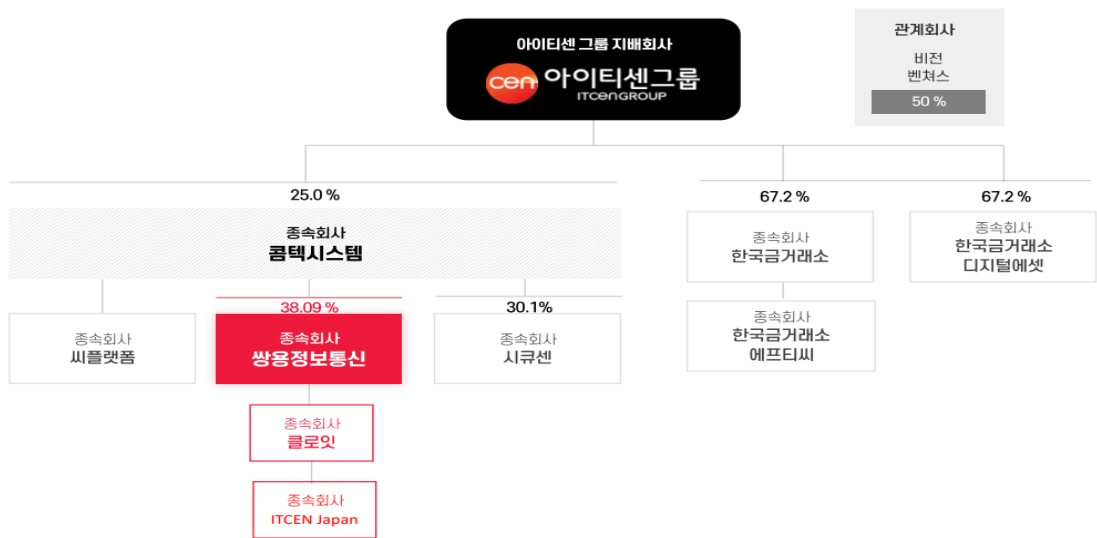 아이티센 그룹 지배회사
cen 아이티센그룹
ITCENGROUP
관계회사
비전
벤쳐스
50 %
25.0 %
종속회사
콤텍시스템
67.2 %
종속회사
한국금거래소
67.2 %
종속회사
한국금거래소
디지털에셋
종속회사
씨플랫폼
38.09 %
종속회사
쌍용정보통신
30.1%
종속회사
시큐센
종속회사
한국금거래소
에프티씨
종속회사
클로잇
종속회사
ITCEN Japan